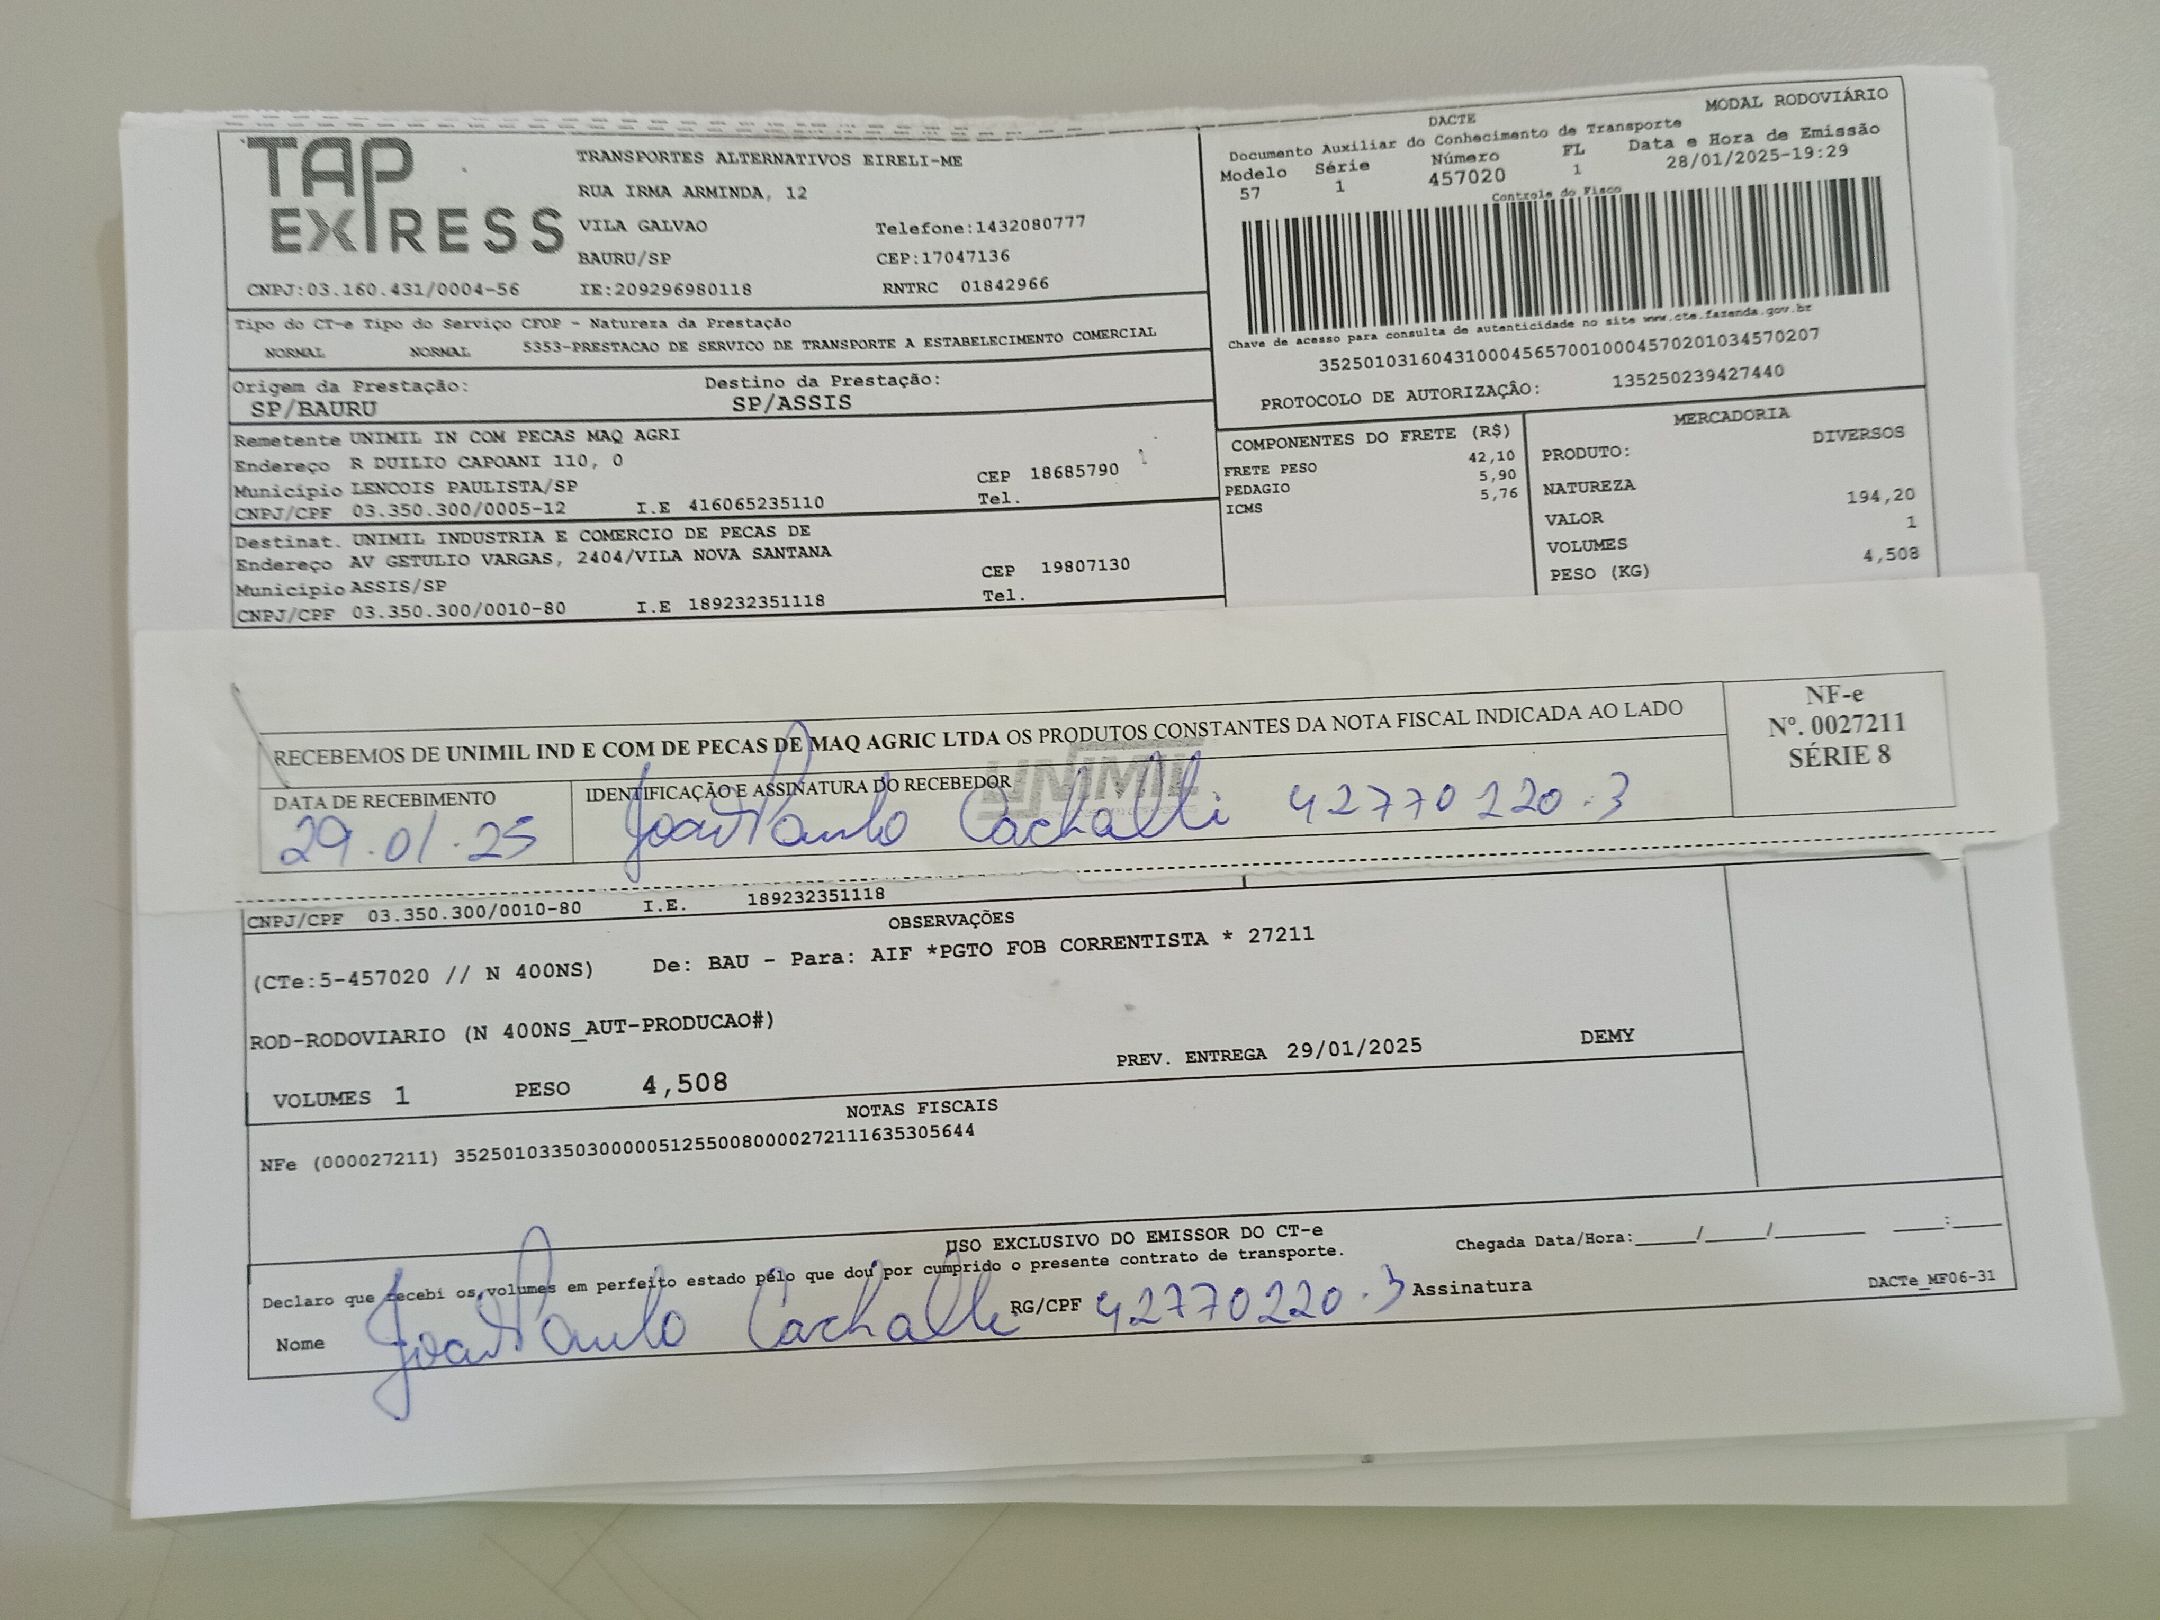 TAP EXPRESS
TRANSPORTES ALTERNATIVOS EIRELI-ME
RUA IRMA ARMINDA, 12
VILA GALVAO Telefone:1432080777
BAURU/SP CEP:17047136
CNPJ:03.160.431/0004-56 IE:209296980118 RNTRC 01842966
Tipo do CT-e Tipo do Serviço CFOP - Natureza da Prestação
NORMAL NORMAL 5353-PRESTACAO DE SERVICO DE TRANSPORTE A ESTABELECIMENTO COMERCIAL
Origem da Prestação: Destino da Prestação:
SP/BAURU SP/ASSIS
Remetente UNIMIL IN COM PECAS MAQ AGRI
Endereço R DUILIO CAPOANI 110, 0
Município LENCOIS PAULISTA/SP CEP 18685790
CNPJ/CPF 03.350.300/0005-12 I.E 416065235110 Tel.
Destinat. UNIMIL INDUSTRIA E COMERCIO DE PECAS DE
Endereço AV GETULIO VARGAS, 2404/VILA NOVA SANTANA
Município ASSIS/SP CEP 19807130
CNPJ/CPF 03.350.300/0010-80 I.E 189232351118 Tel.
DACTE MODAL RODOVIÁRIO
Documento Auxiliar do Conhecimento de Transporte
Modelo Série Número FL Data e Hora de Emissão
57 1 457020 1 28/01/2025-19:29
Controle do Fisco
Chave de acesso para consulta de autenticidade no site www.cte.fazenda.gov.br
35250103160431000456570010004570201034570207
PROTOCOLO DE AUTORIZAÇÃO: 135250239427440
COMPONENTES DO FRETE (R$)
FRETE PESO 42,10
PEDAGIO 5,90
ICMS 5,76
MERCADORIA
PRODUTO: DIVERSOS
NATUREZA
VALOR 194,20
VOLUMES 1
PESO (KG) 4,508
RECEBEMOS DE UNIMIL IND E COM DE PECAS DE MAQ AGRIC LTDA OS PRODUTOS CONSTANTES DA NOTA FISCAL INDICADA AO LADO
NF-e
Nº. 0027211
SÉRIE 8
DATA DE RECEBIMENTO IDENTIFICAÇÃO E ASSINATURA DO RECEBEDOR
UNIMIL
29.01.25 João Paulo Cachalli 42770220.3
CNPJ/CPF 03.350.300/0010-80 I.E. 189232351118
OBSERVAÇÕES
(CTe:5-457020 // N 400NS) De: BAU - Para: AIF *PGTO FOB CORRENTISTA * 27211
ROD-RODOVIARIO (N 400NS_AUT-PRODUCAO#)
PREV. ENTREGA 29/01/2025 DEMY
VOLUMES 1 PESO 4,508
NOTAS FISCAIS
NFe (000027211) 35250103350300000512550080000272111635305644
USO EXCLUSIVO DO EMISSOR DO CT-e
Declaro que recebi os volumes em perfeito estado pelo que dou por cumprido o presente contrato de transporte.
Chegada Data/Hora:_____/_____/________ ____:____
Nome João Paulo Cachalli RG/CPF 42770220.3 Assinatura
DACTe_MF06-31